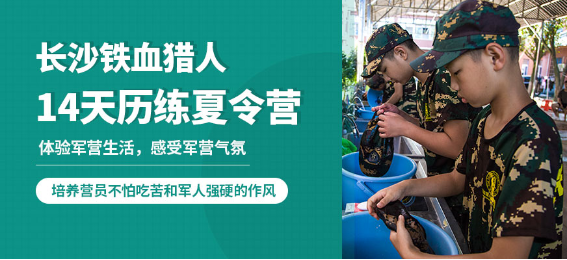 长沙铁血猎人
14天历练夏令营
体验军营生活，感受军营气氛
培养营员不怕吃苦和军人强硬的作风